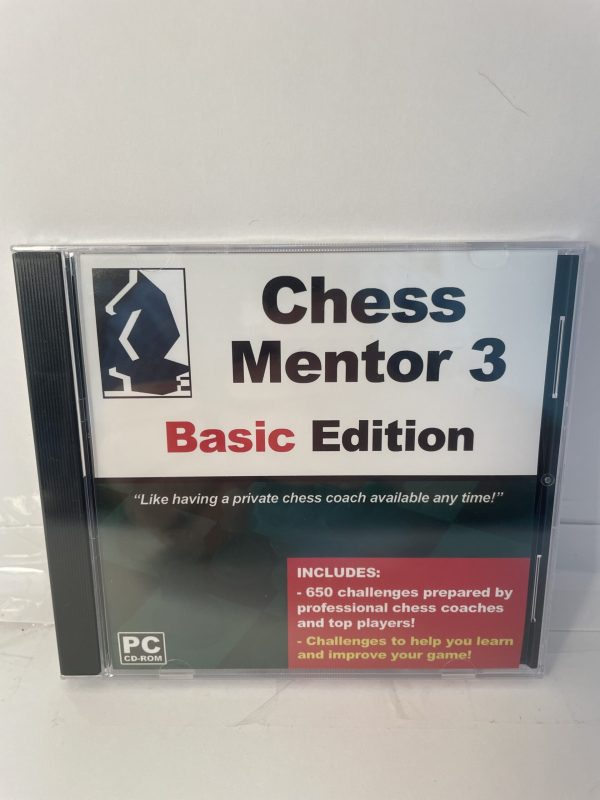 Chess
Mentor 3
Basic Edition
“Like having a private chess coach available any time!”
INCLUDES:
- 650 challenges prepared by
professional chess coaches
and top players!
- Challenges to help you learn
and improve your game!
PC
CD-ROM